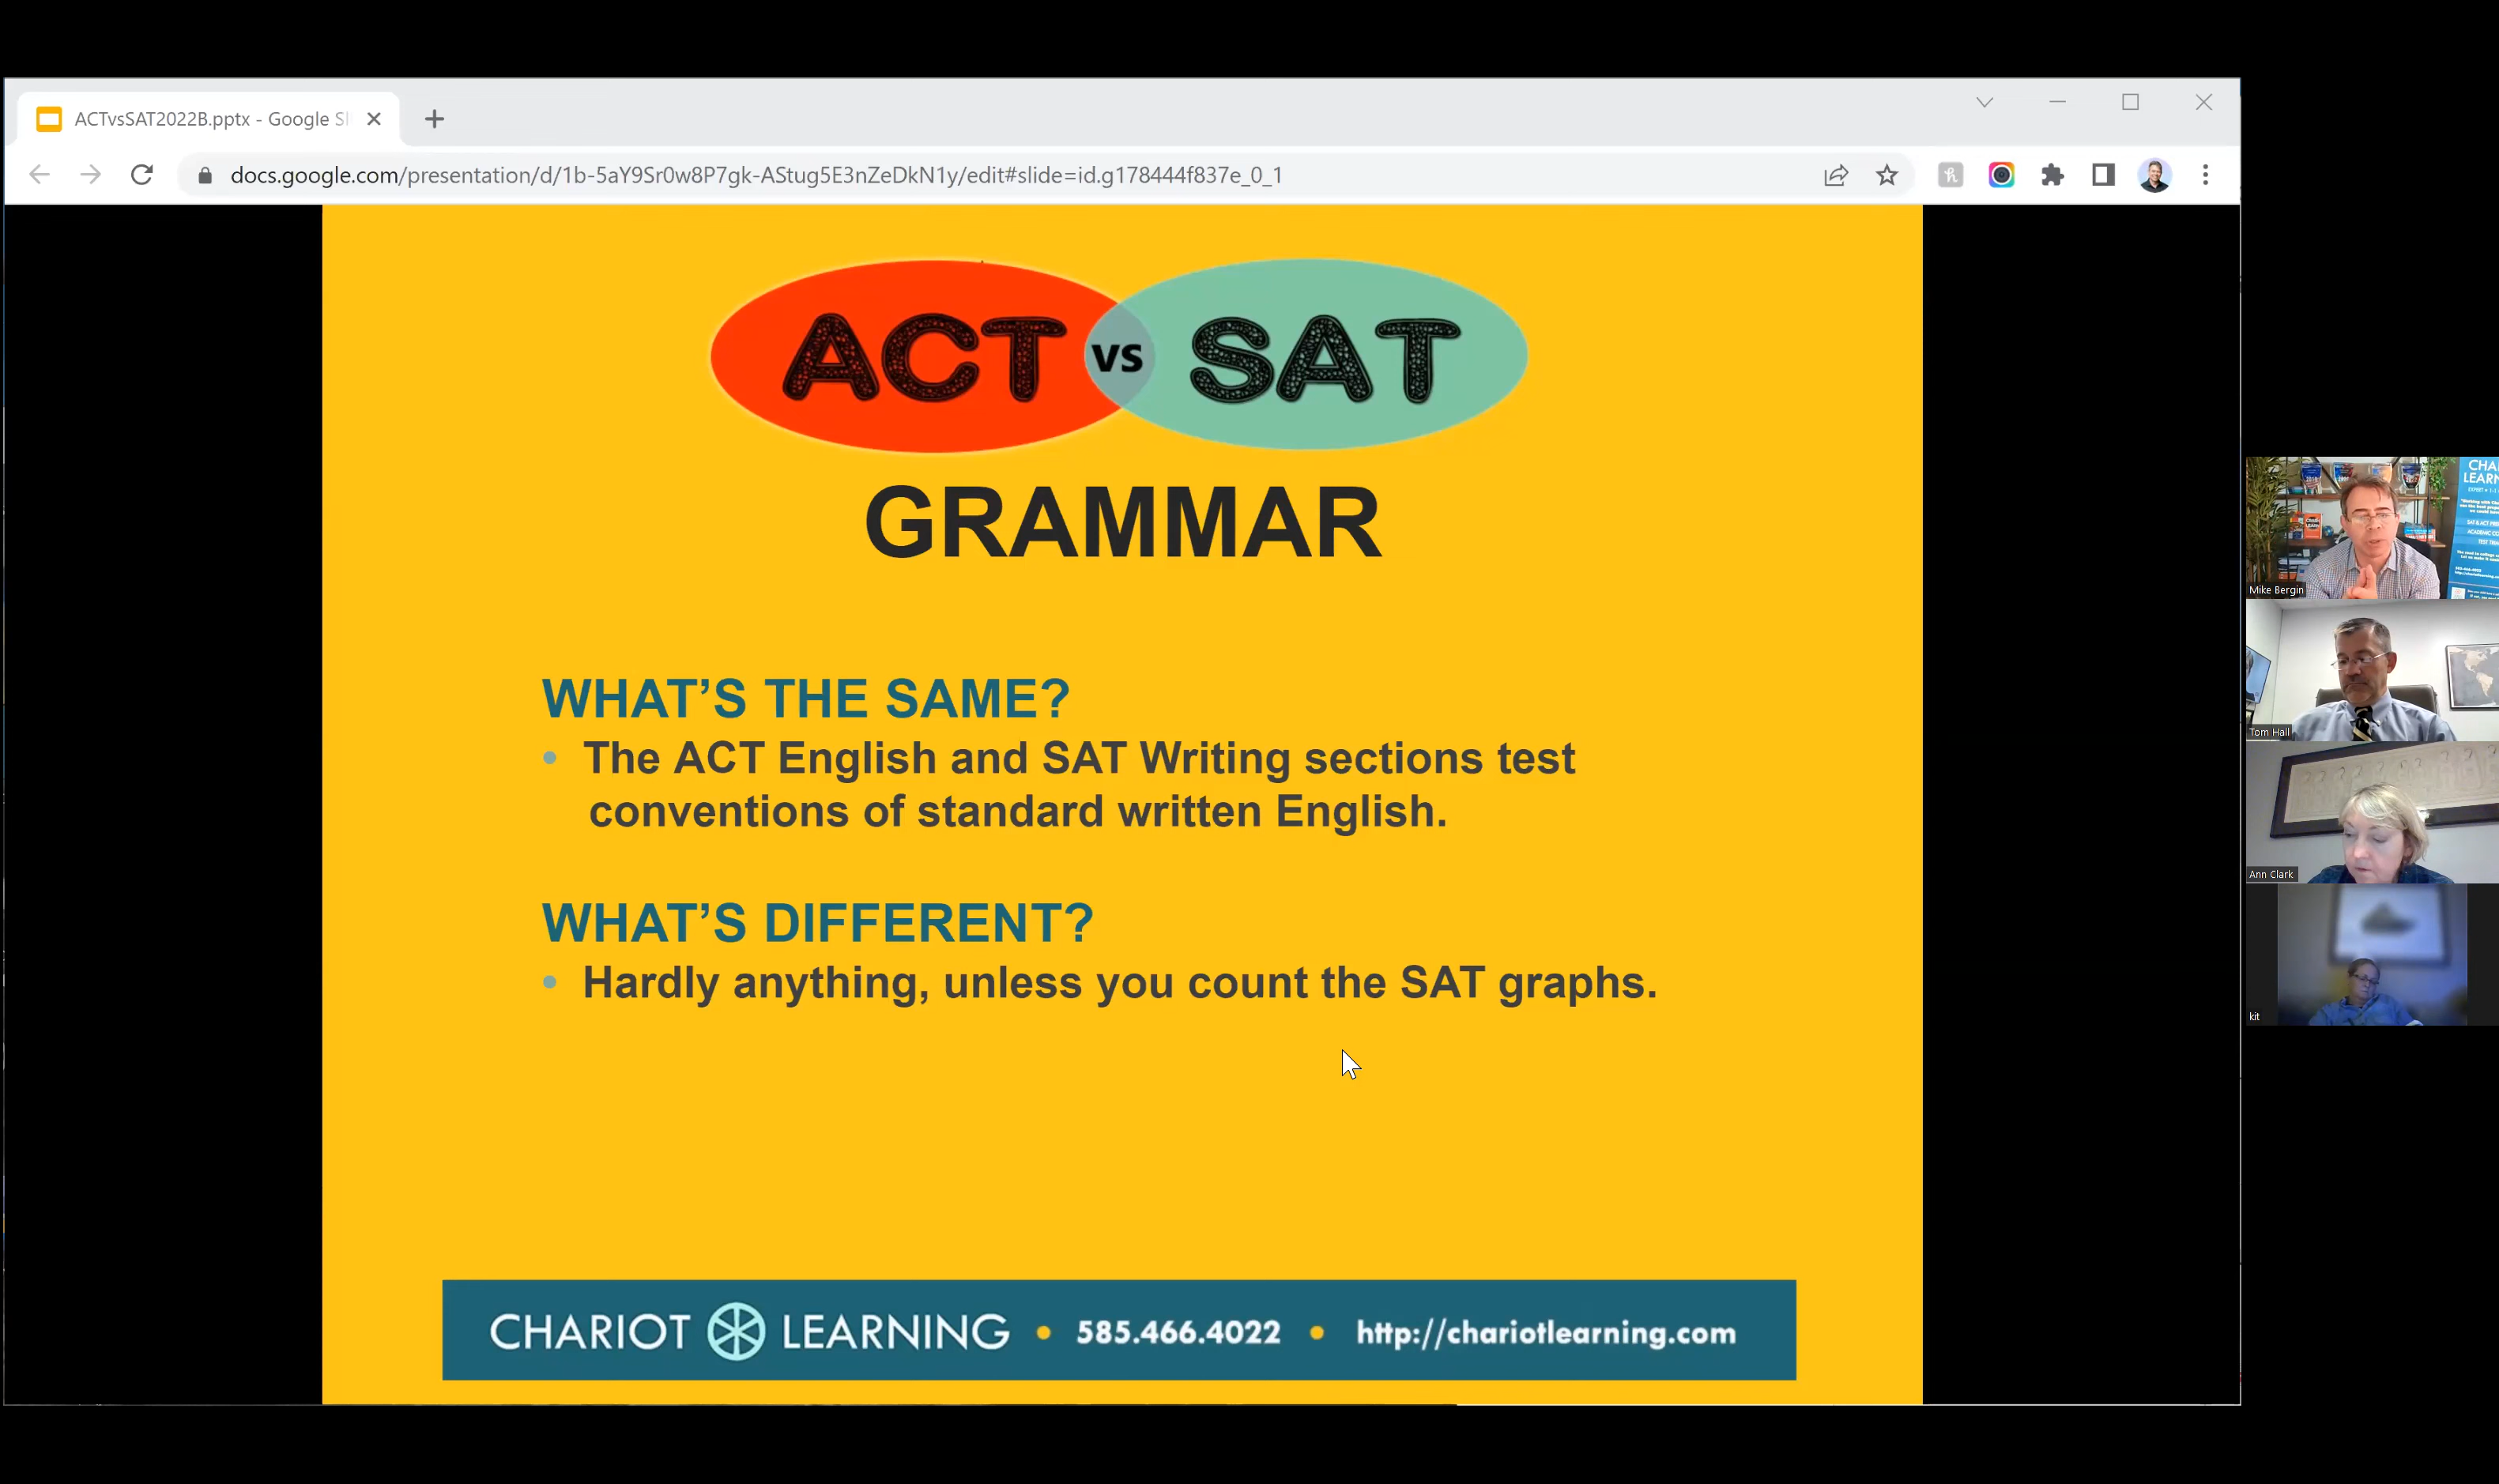 ACTvsSAT2022B.pptx - Google Sl
docs.google.com/presentation/d/1b-5aY9Sr0w8P7gk-AStug5E3nZeDkN1y/edit#slide=id.g178444f837e_0_1
ACT vs SAT
GRAMMAR
WHAT’S THE SAME?
• The ACT English and SAT Writing sections test
conventions of standard written English.
WHAT’S DIFFERENT?
• Hardly anything, unless you count the SAT graphs.
CHARIOT LEARNING • 585.466.4022 • http://chariotlearning.com
Mike Bergin
Tom Hall
Ann Clark
kit